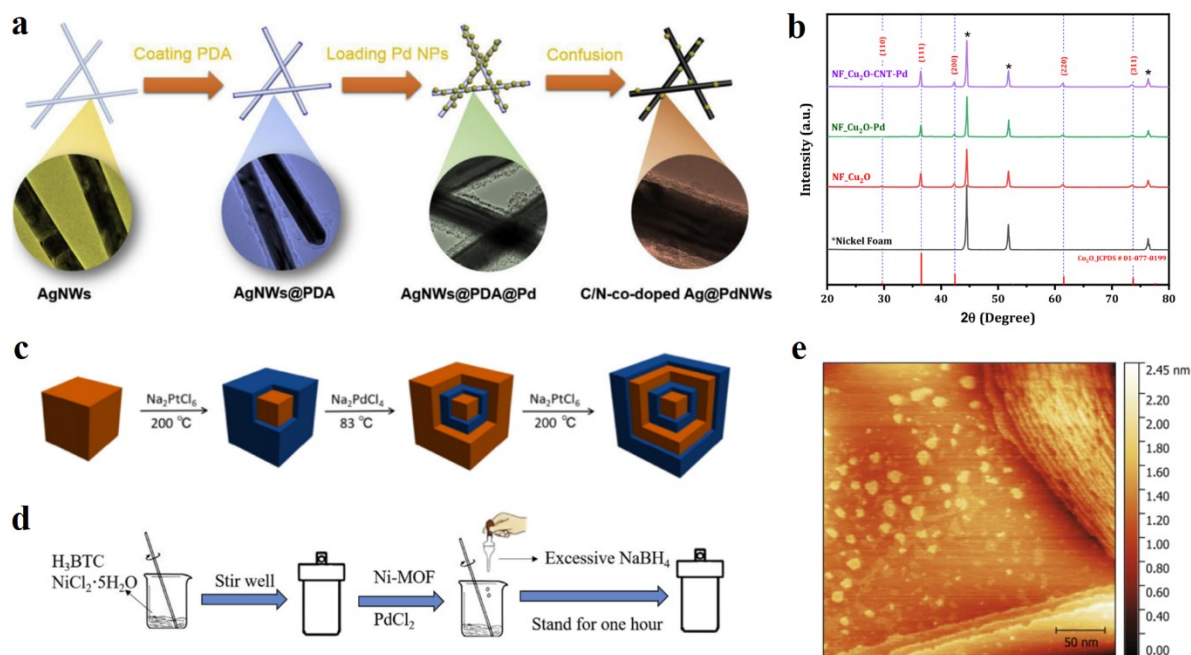 a
Coating PDA
Loading Pd NPs
Confusion
AgNWs
AgNWs@PDA
AgNWs@PDA@Pd
C/N-co-doped Ag@PdNWs
b
Intensity (a.u.)
(110)
(111)
(200)
*
*
(220)
(311)
*
NF_Cu₂O-CNT-Pd
NF_Cu₂O-Pd
NF_Cu₂O
*Nickel Foam
Cu₂O_JCPDS # 01-077-0199
20 30 40 50 60 70 80
2θ (Degree)
c
Na₂PtCl₆
200 ℃
Na₂PdCl₄
83 ℃
Na₂PtCl₆
200 ℃
d
H₃BTC
NiCl₂·5H₂O
Stir well
Ni-MOF
PdCl₂
Excessive NaBH₄
Stand for one hour
e
2.45 nm
2.20
2.00
1.80
1.60
1.40
1.20
1.00
0.80
0.60
0.40
0.00
50 nm